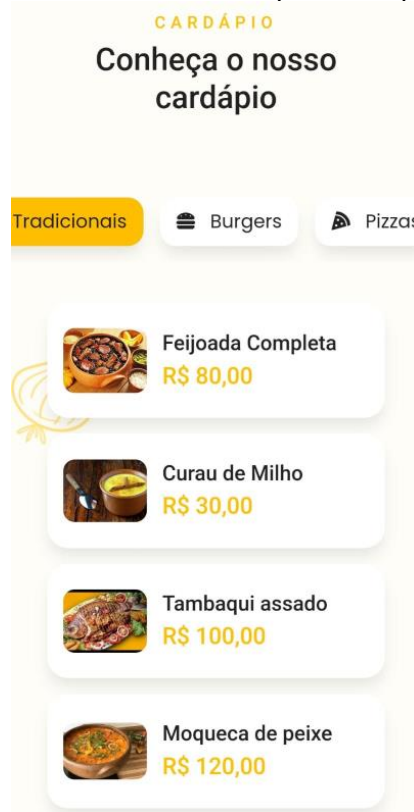 CARDÁPIO
Conheça o nosso
cardápio
Tradicionais
Burgers
Pizzas
Feijoada Completa
R$ 80,00
Curau de Milho
R$ 30,00
Tambaqui assado
R$ 100,00
Moqueca de peixe
R$ 120,00